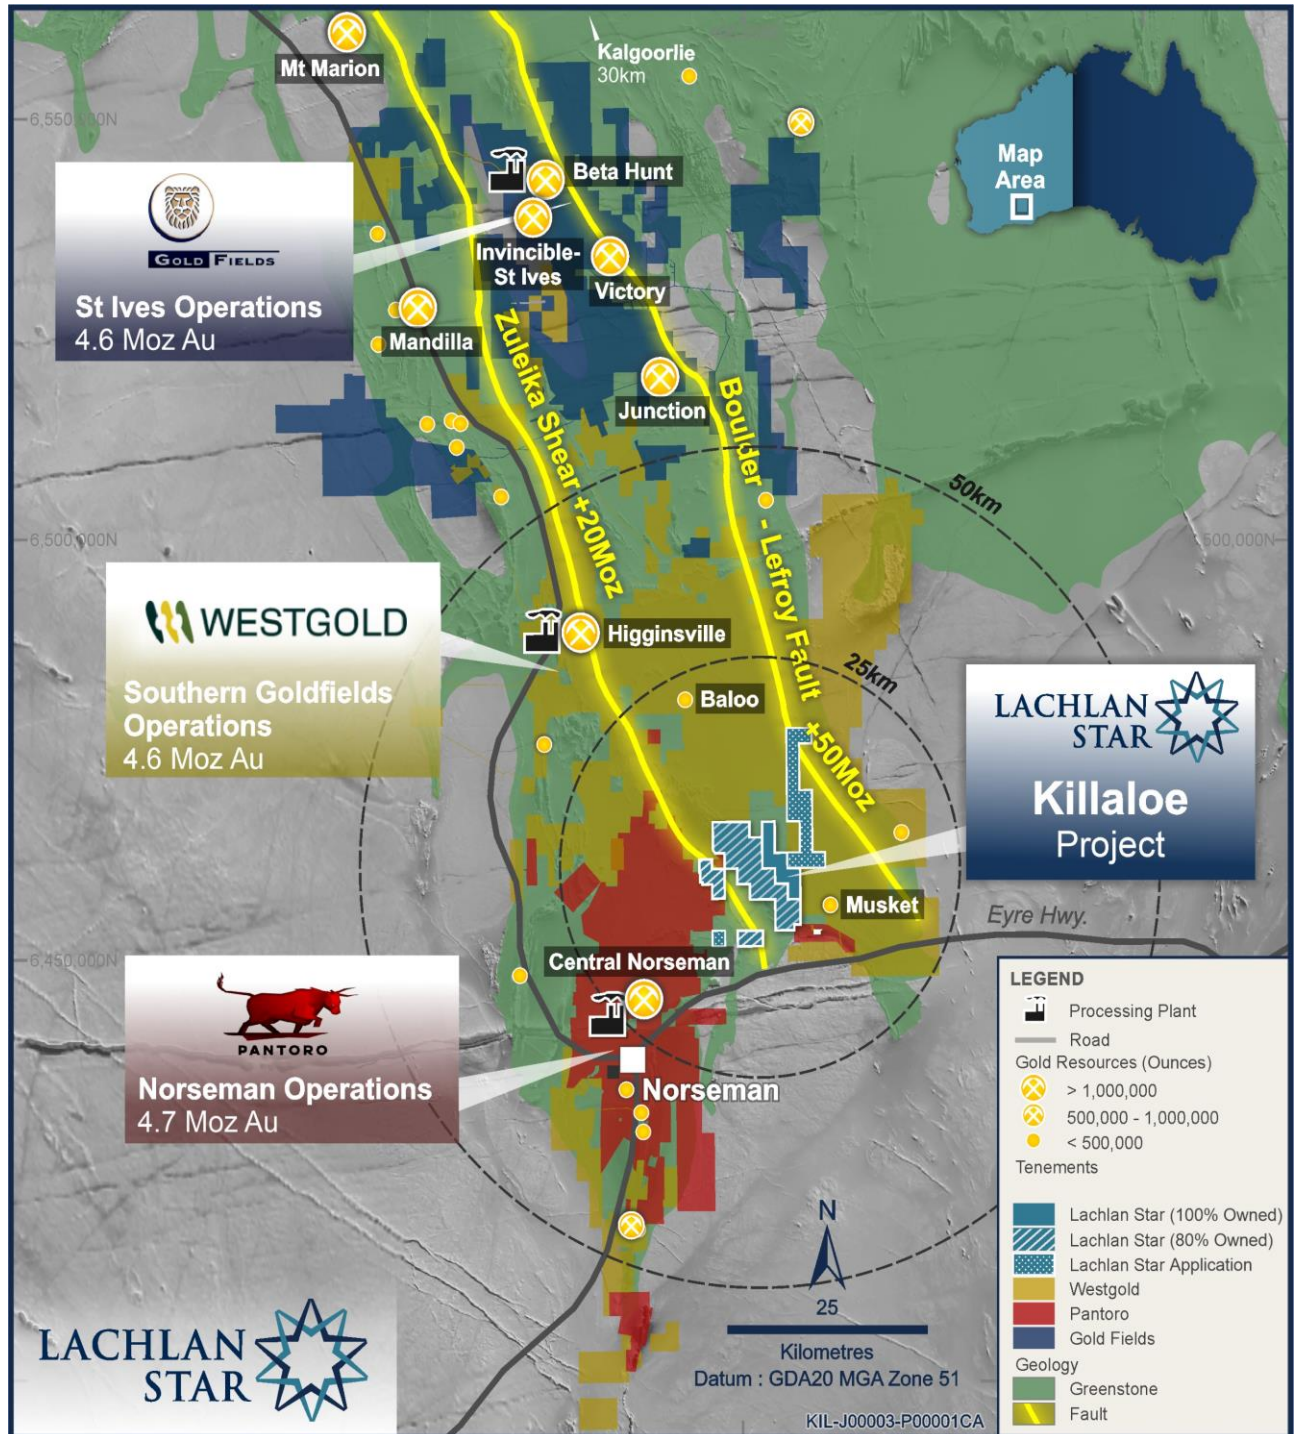 Kalgoorlie
30km
Mt Marion
6,550,000N
Map
Area
Beta Hunt
GOLD FIELDS
St Ives Operations
4.6 Moz Au
Invincible-
St Ives
Victory
Mandilla
Zuleika Shear +20Moz
Junction
Boulder - Lefroy Fault +50Moz
50km
6,500,000N
500,000N
WESTGOLD
Southern Goldfields
Operations
4.6 Moz Au
Higginsville
25km
Baloo
LACHLAN
STAR
Killaloe
Project
Musket
Eyre Hwy.
6,450,000N
Central Norseman
PANTORO
Norseman Operations
4.7 Moz Au
Norseman
LEGEND
Processing Plant
Road
Gold Resources (Ounces)
> 1,000,000
500,000 - 1,000,000
< 500,000
Tenements
Lachlan Star (100% Owned)
Lachlan Star (80% Owned)
Lachlan Star Application
Westgold
Pantoro
Gold Fields
Geology
Greenstone
Fault
N
25
Kilometres
Datum : GDA20 MGA Zone 51
KIL-J00003-P00001CA
LACHLAN
STAR